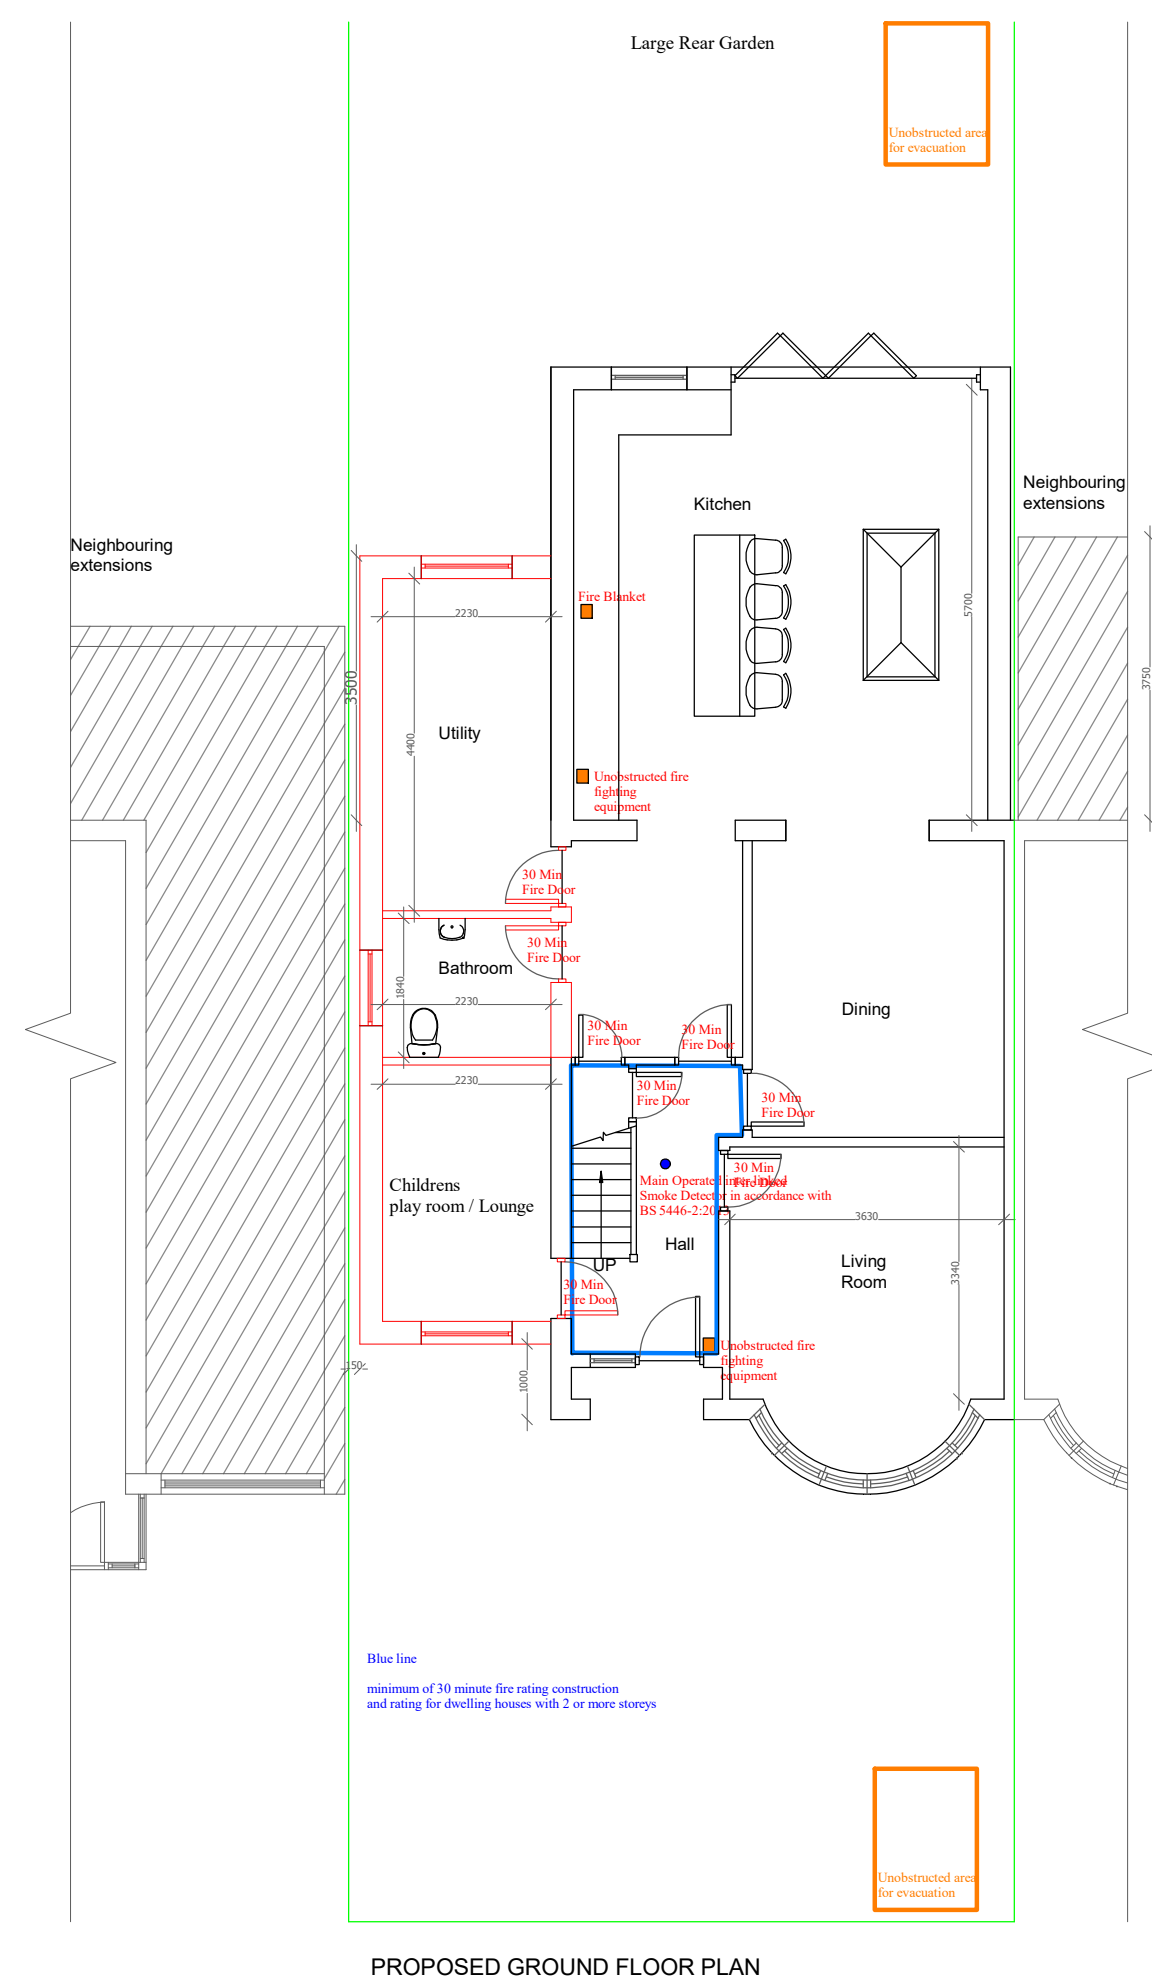 Large Rear Garden
Unobstructed area
for evacuation
Neighbouring
extensions
Kitchen
Neighbouring
extensions
Fire Blanket
5700
2230
3750
3500
Utility
4400
Unobstructed fire
fighting
equipment
30 Min
Fire Door
30 Min
Fire Door
Bathroom
1840
2230
Dining
30 Min
Fire Door
30 Min
Fire Door
2230
30 Min
Fire Door
30 Min
Fire Door
30 Min
Fire Door
Main Operated inter-linked
Smoke Detector in accordance with
BS 5446-2:20
Childrens
play room / Lounge
3630
Hall
UP
Living
Room
3340
30 Min
Fire Door
Unobstructed fire
fighting
equipment
150
1000
Blue line
minimum of 30 minute fire rating construction
and rating for dwelling houses with 2 or more storeys
Unobstructed area
for evacuation
PROPOSED GROUND FLOOR PLAN